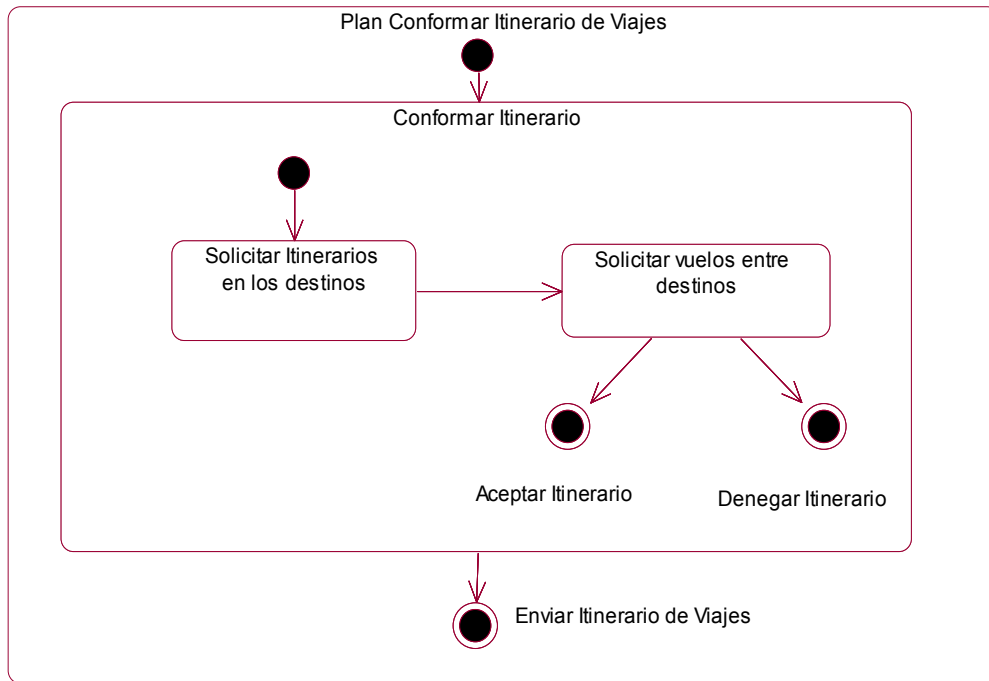 Plan Conformar Itinerario de Viajes
Conformar Itinerario
Solicitar Itinerarios
en los destinos
Solicitar vuelos entre
destinos
Aceptar Itinerario
Denegar Itinerario
Enviar Itinerario de Viajes